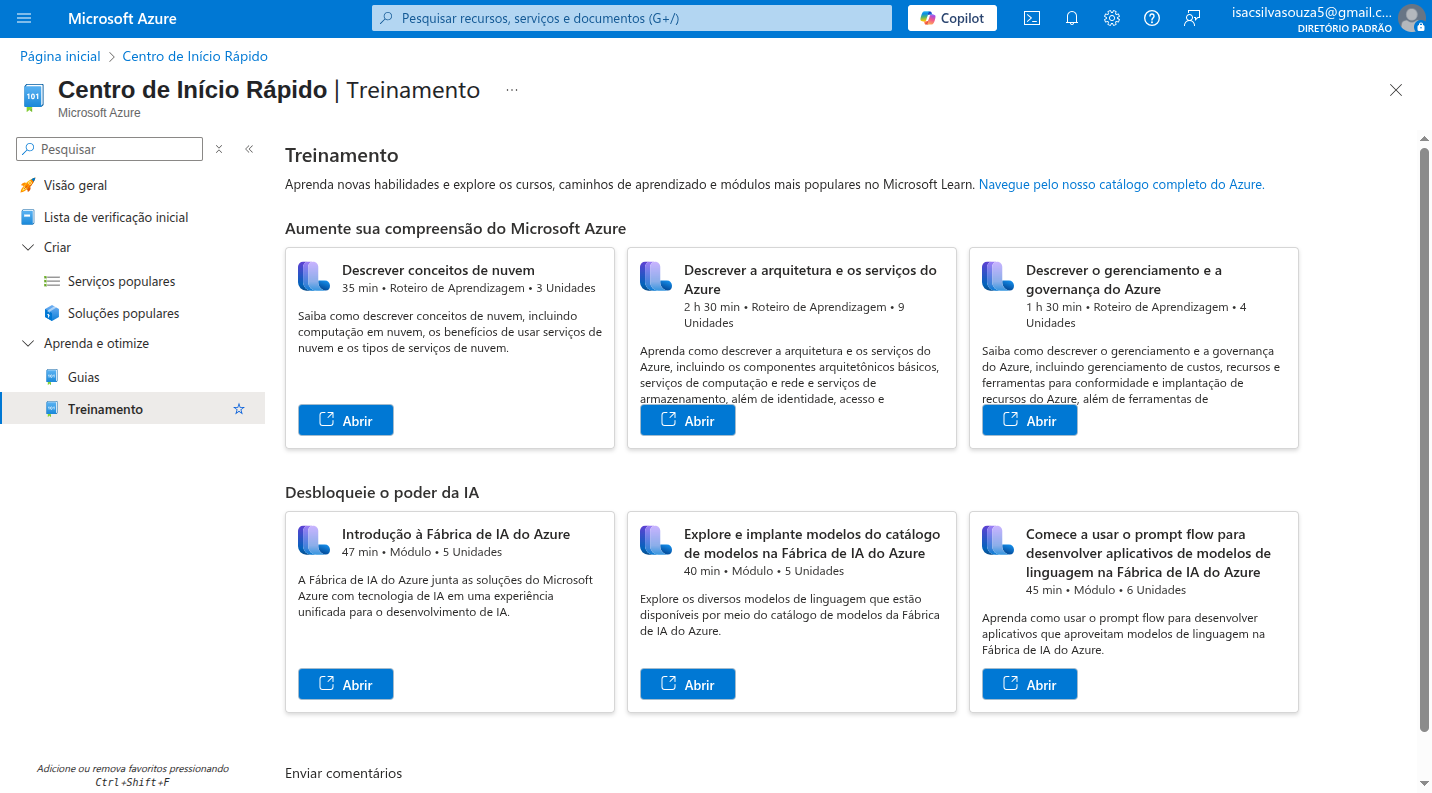 Microsoft Azure
Pesquisar recursos, serviços e documentos (G+/)
Copilot
isacsilvasouza5@gmail.c...
DIRETÓRIO PADRÃO
Página inicial > Centro de Início Rápido
Centro de Início Rápido | Treinamento ...
Microsoft Azure
Pesquisar
Visão geral
Lista de verificação inicial
Criar
Serviços populares
Soluções populares
Aprenda e otimize
Guias
Treinamento
Adicione ou remova favoritos pressionando
Ctrl+Shift+F
Treinamento
Aprenda novas habilidades e explore os cursos, caminhos de aprendizado e módulos mais populares no Microsoft Learn. Navegue pelo nosso catálogo completo do Azure.
Aumente sua compreensão do Microsoft Azure
Descrever conceitos de nuvem
35 min • Roteiro de Aprendizagem • 3 Unidades
Saiba como descrever conceitos de nuvem, incluindo
computação em nuvem, os benefícios de usar serviços de
nuvem e os tipos de serviços de nuvem.
Abrir
Descrever a arquitetura e os serviços do
Azure
2 h 30 min • Roteiro de Aprendizagem • 9
Unidades
Aprenda como descrever a arquitetura e os serviços do
Azure, incluindo os componentes arquitetônicos básicos,
serviços de computação e rede e serviços de
armazenamento, além de identidade, acesso e
Abrir
Descrever o gerenciamento e a
governança do Azure
1 h 30 min • Roteiro de Aprendizagem • 4
Unidades
Saiba como descrever o gerenciamento e a governança
do Azure, incluindo gerenciamento de custos, recursos e
ferramentas para conformidade e implantação de
recursos do Azure, além de ferramentas de
Abrir
Desbloqueie o poder da IA
Introdução à Fábrica de IA do Azure
47 min • Módulo • 5 Unidades
A Fábrica de IA do Azure junta as soluções do Microsoft
Azure com tecnologia de IA em uma experiência
unificada para o desenvolvimento de IA.
Abrir
Explore e implante modelos do catálogo
de modelos na Fábrica de IA do Azure
40 min • Módulo • 5 Unidades
Explore os diversos modelos de linguagem que estão
disponíveis por meio do catálogo de modelos da Fábrica
de IA do Azure.
Abrir
Comece a usar o prompt flow para
desenvolver aplicativos de modelos de
linguagem na Fábrica de IA do Azure
45 min • Módulo • 6 Unidades
Aprenda como usar o prompt flow para desenvolver
aplicativos que aproveitam modelos de linguagem na
Fábrica de IA do Azure.
Abrir
Enviar comentários